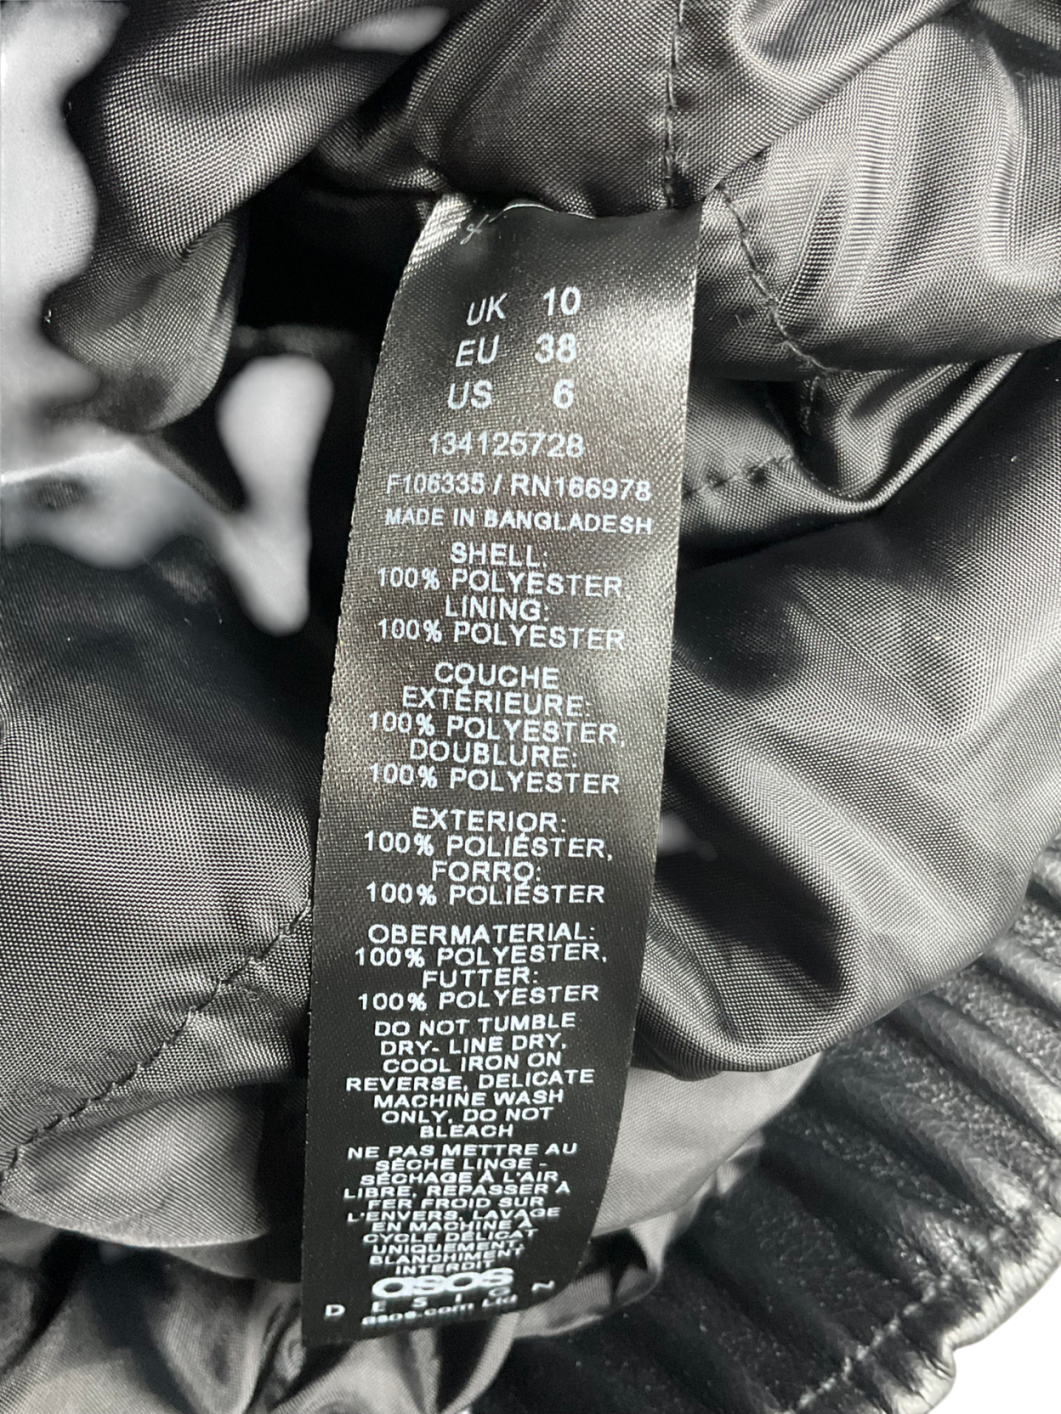 UK 10
EU 38
US 6
134125728
F106335 / RN166978
MADE IN BANGLADESH
SHELL:
100% POLYESTER,
LINING:
100% POLYESTER
COUCHE
EXTÉRIEURE:
100% POLYESTER,
DOUBLURE:
100% POLYESTER
EXTERIOR:
100% POLIÉSTER,
FORRO:
100% POLIÉSTER
OBERMATERIAL:
100% POLYESTER,
FUTTER:
100% POLYESTER
DO NOT TUMBLE
DRY- LINE DRY.
COOL IRON ON
REVERSE, DELICATE
MACHINE WASH
ONLY, DO NOT
BLEACH
NE PAS METTRE AU
SÈCHE LINGE -
SÉCHAGE À L'AIR
LIBRE, REPASSER À
FER FROID SUR
L'ENVERS, LAVAGE
EN MACHINE À
CYCLE DÉLICAT
UNIQUEMENT,
BLANCHIMENT
INTERDIT
asos
DESIGN
asos.com Ltd